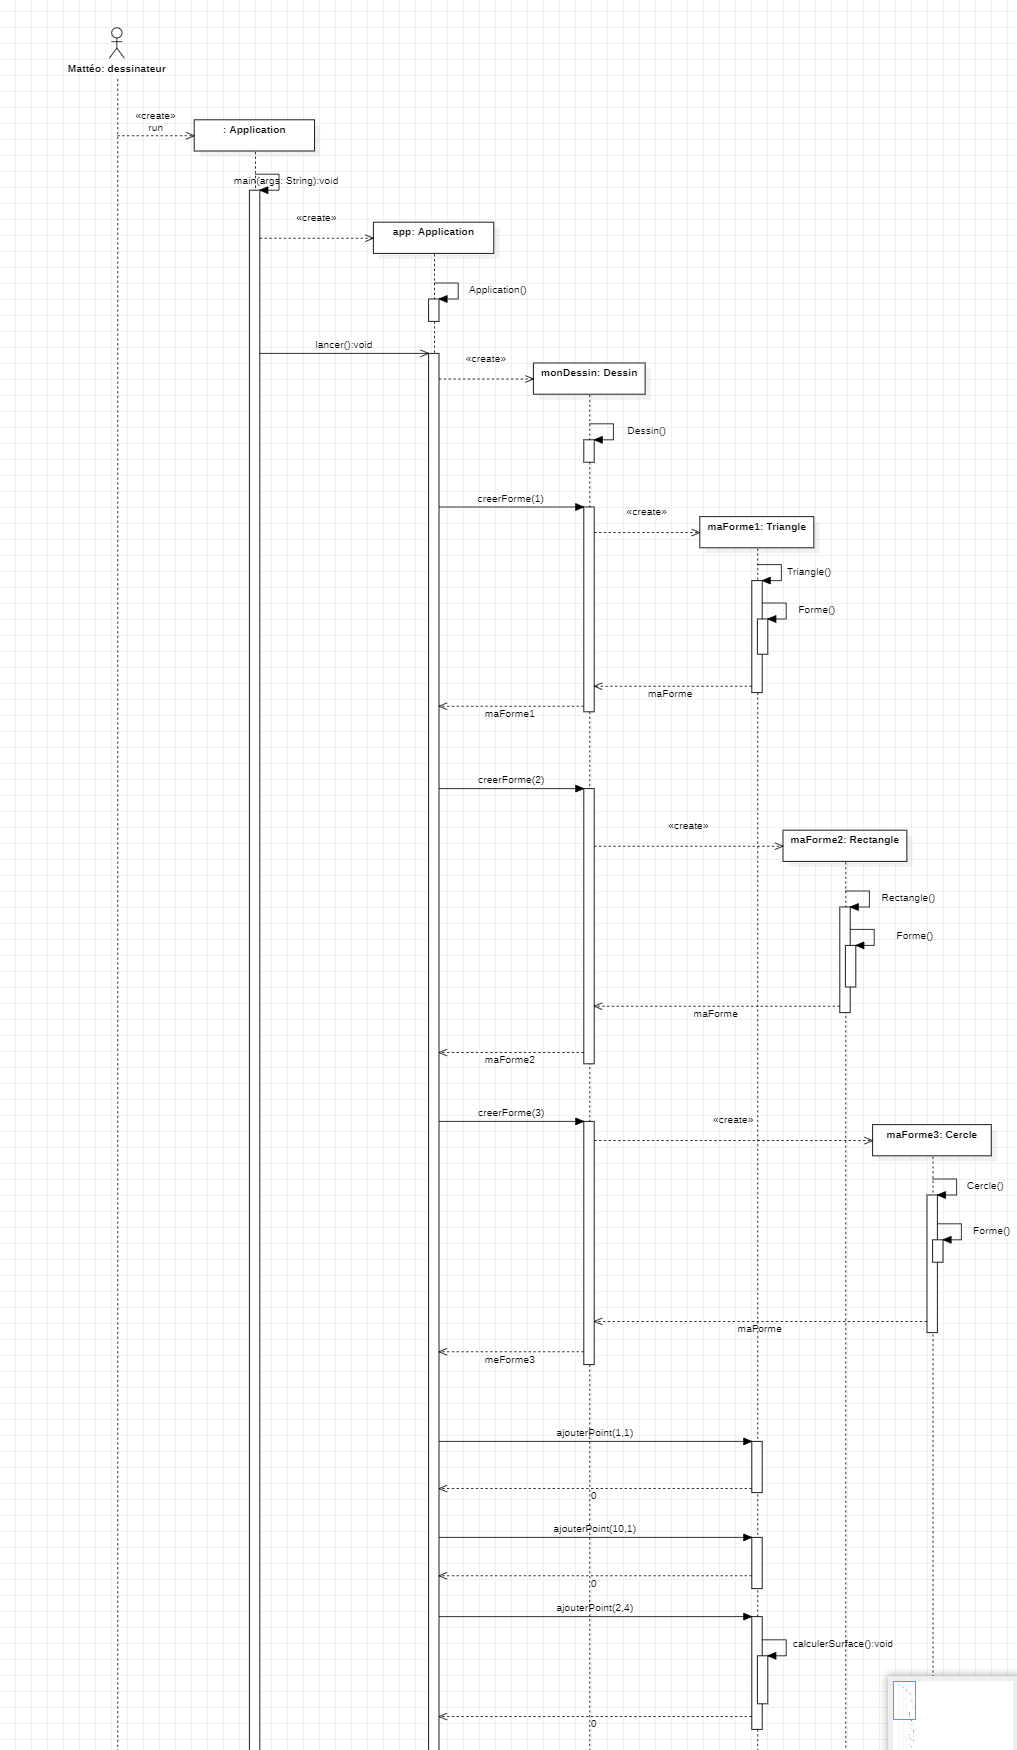 Mattéo: dessinateur
«create»
run
: Application
main(args: String):void
«create»
app: Application
Application()
lancer():void
«create»
monDessin: Dessin
Dessin()
creerForme(1)
«create»
maForme1: Triangle
Triangle()
Forme()
maForme
maForme1
creerForme(2)
«create»
maForme2: Rectangle
Rectangle()
Forme()
maForme
maForme2
creerForme(3)
«create»
maForme3: Cercle
Cercle()
Forme()
maForme
meForme3
ajouterPoint(1,1)
0
ajouterPoint(10,1)
0
ajouterPoint(2,4)
calculerSurface():void
0